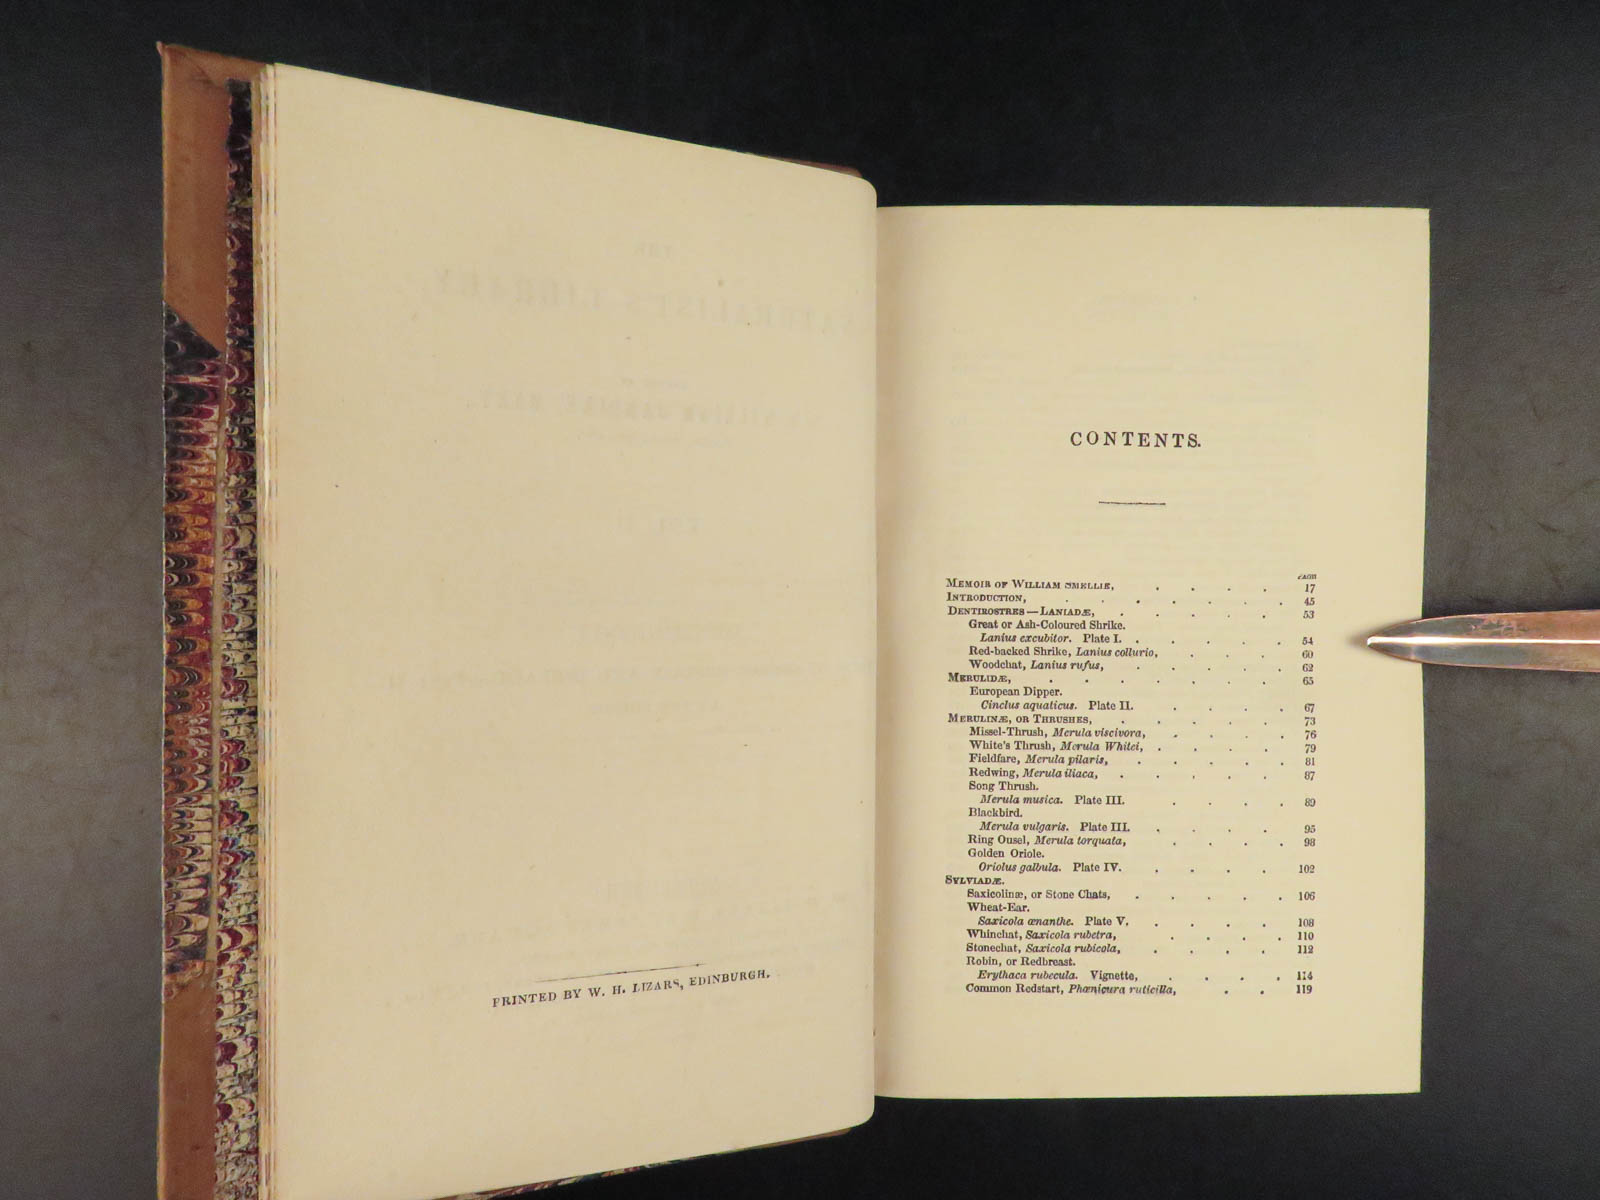 PRINTED BY W. H. LIZARS, EDINBURGH.
CONTENTS.
PAGE
MEMOIR OF WILLIAM SMELLIE, . . . . 17
INTRODUCTION, . . . . . . . 45
DENTIROSTRES — LANIADÆ, . . . . . 53
Great or Ash-Coloured Shrike.
Lanius excubitor. Plate I. . . . . . 54
Red-backed Shrike, Lanius collurio, . . . 60
Woodchat, Lanius rufus, . . . . . 62
MERULIDÆ, . . . . . . . 65
European Dipper.
Cinclus aquaticus. Plate II. . . . . 67
MERULINÆ, OR THRUSHES, . . . . . 73
Missel-Thrush, Merula viscivora, . . . . 76
White's Thrush, Merula Whitei, . . . . 79
Fieldfare, Merula pilaris, . . . . . 81
Redwing, Merula iliaca, . . . . . 87
Song Thrush.
Merula musica. Plate III. . . . . 89
Blackbird.
Merula vulgaris. Plate III. . . . . 95
Ring Ousel, Merula torquata, . . . . 98
Golden Oriole.
Oriolus galbula. Plate IV. . . . . 102
SYLVIADÆ.
Saxicolinæ, or Stone Chats, . . . . . 106
Wheat-Ear.
Saxicola œnanthe. Plate V. . . . . 108
Whinchat, Saxicola rubetra, . . . . 110
Stonechat, Saxicola rubicola, . . . . 112
Robin, or Redbreast.
Erythaca rubecula. Vignette, . . . . 114
Common Redstart, Phœnicura ruticilla, . . 119